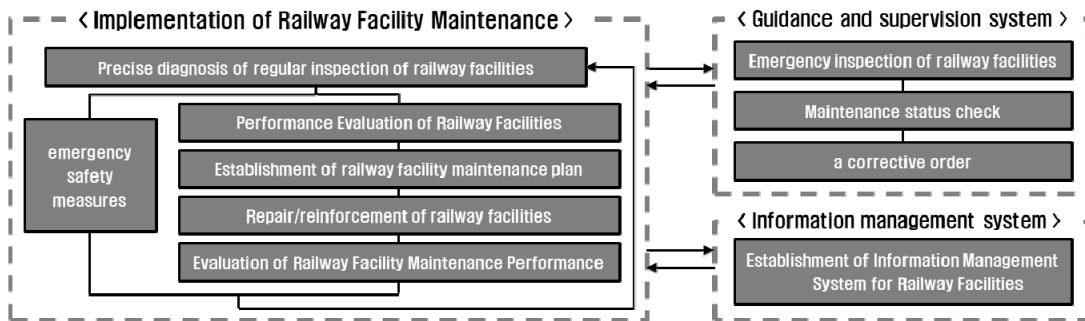 < Implementation of Railway Facility Maintenance >
Precise diagnosis of regular inspection of railway facilities
emergency
safety
measures
Performance Evaluation of Railway Facilities
Establishment of railway facility maintenance plan
Repair/reinforcement of railway facilities
Evaluation of Railway Facility Maintenance Performance
< Guidance and supervision system >
Emergency inspection of railway facilities
Maintenance status check
a corrective order
< Information management system >
Establishment of Information Management
System for Railway Facilities